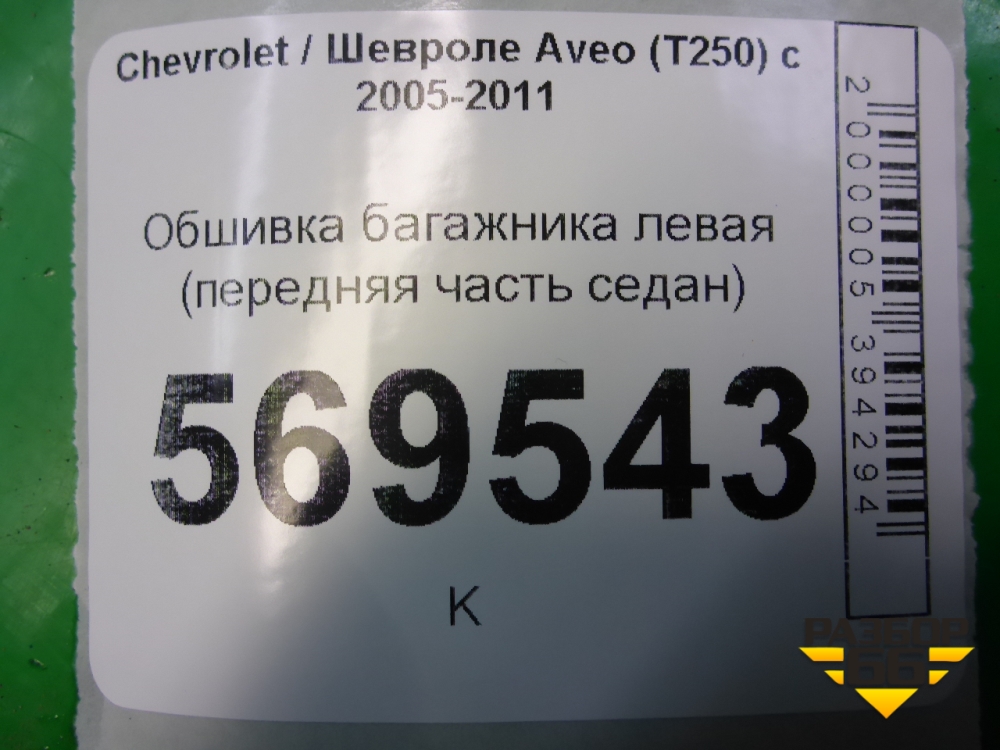 Chevrolet / Шевроле Aveo (T250) с
2005-2011
Обшивка багажника левая
(передняя часть седан)
569543
К
2000005394294
РАЗБОР
66